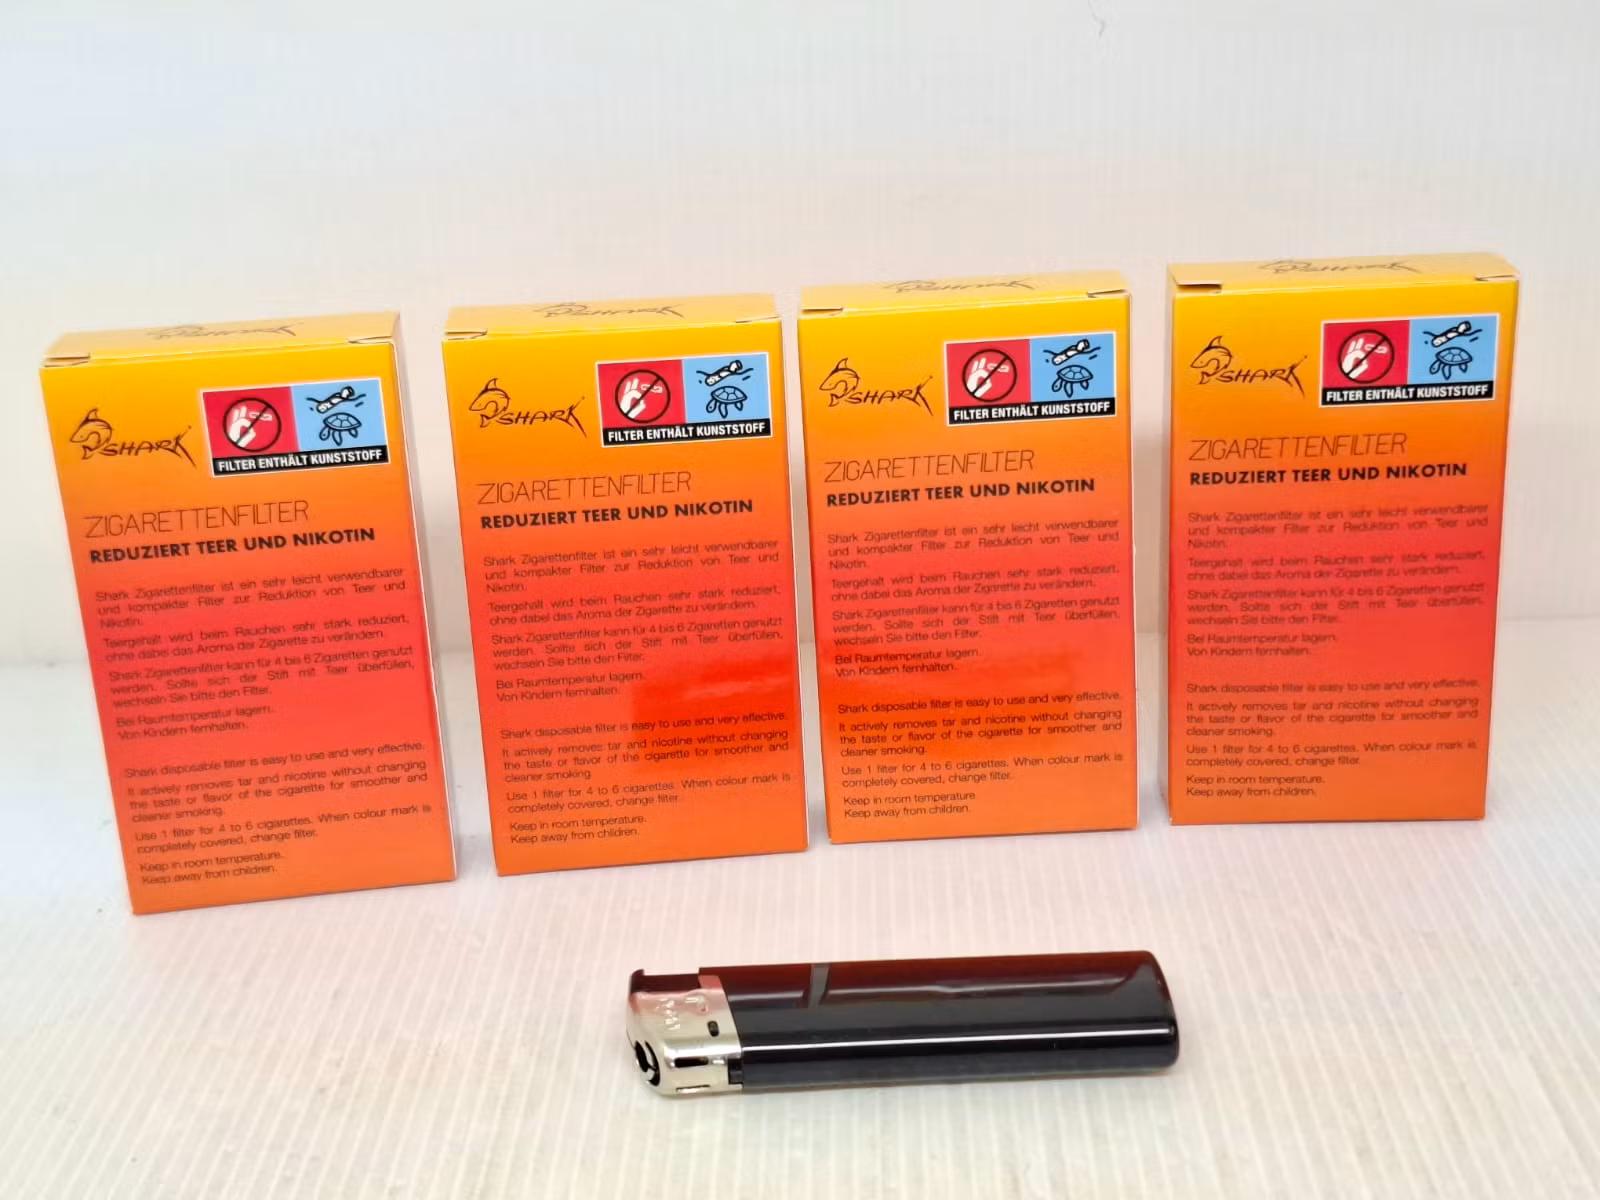 SHARK
FILTER ENTHÄLT KUNSTSTOFF
ZIGARETTENFILTER
REDUZIERT TEER UND NIKOTIN
Shark Zigarettenfilter ist ein sehr leicht verwendbarer
und kompakter Filter zur Reduktion von Teer und
Nikotin.
Teergehalt wird beim Rauchen sehr stark reduziert,
ohne dabei das Aroma der Zigarette zu verändern.
Shark Zigarettenfilter kann für 4 bis 6 Zigaretten genutzt
werden. Sollte sich der Stift mit Teer überfüllen,
wechseln Sie bitte den Filter.
Bei Raumtemperatur lagern.
Von Kindern fernhalten.
Shark disposable filter is easy to use and very effective.
It actively removes tar and nicotine without changing
the taste or flavor of the cigarette for smoother and
cleaner smoking.
Use 1 filter for 4 to 6 cigarettes. When colour mark is
completely covered, change filter.
Keep in room temperature.
Keep away from children.
SHARK
SHARK
FILTER ENTHÄLT KUNSTSTOFF
ZIGARETTENFILTER
REDUZIERT TEER UND NIKOTIN
Shark Zigarettenfilter ist ein sehr leicht verwendbarer
und kompakter Filter zur Reduktion von Teer und
Nikotin.
Teergehalt wird beim Rauchen sehr stark reduziert,
ohne dabei das Aroma der Zigarette zu verändern.
Shark Zigarettenfilter kann für 4 bis 6 Zigaretten genutzt
werden. Sollte sich der Stift mit Teer überfüllen,
wechseln Sie bitte den Filter.
Bei Raumtemperatur lagern.
Von Kindern fernhalten.
Shark disposable filter is easy to use and very effective.
It actively removes tar and nicotine without changing
the taste or flavor of the cigarette for smoother and
cleaner smoking.
Use 1 filter for 4 to 6 cigarettes. When colour mark is
completely covered, change filter.
Keep in room temperature.
Keep away from children.
SHARK
SHARK
FILTER ENTHÄLT KUNSTSTOFF
ZIGARETTENFILTER
REDUZIERT TEER UND NIKOTIN
Shark Zigarettenfilter ist ein sehr leicht verwendbarer
und kompakter Filter zur Reduktion von Teer und
Nikotin.
Teergehalt wird beim Rauchen sehr stark reduziert,
ohne dabei das Aroma der Zigarette zu verändern.
Shark Zigarettenfilter kann für 4 bis 6 Zigaretten genutzt
werden. Sollte sich der Stift mit Teer überfüllen,
wechseln Sie bitte den Filter.
Bei Raumtemperatur lagern.
Von Kindern fernhalten.
Shark disposable filter is easy to use and very effective.
It actively removes tar and nicotine without changing
the taste or flavor of the cigarette for smoother and
cleaner smoking.
Use 1 filter for 4 to 6 cigarettes. When colour mark is
completely covered, change filter.
Keep in room temperature.
Keep away from children.
SHARK
SHARK
FILTER ENTHÄLT KUNSTSTOFF
ZIGARETTENFILTER
REDUZIERT TEER UND NIKOTIN
Shark Zigarettenfilter ist ein sehr leicht verwendbarer
und kompakter Filter zur Reduktion von Teer und
Nikotin.
Teergehalt wird beim Rauchen sehr stark reduziert,
ohne dabei das Aroma der Zigarette zu verändern.
Shark Zigarettenfilter kann für 4 bis 6 Zigaretten genutzt
werden. Sollte sich der Stift mit Teer überfüllen,
wechseln Sie bitte den Filter.
Bei Raumtemperatur lagern.
Von Kindern fernhalten.
Shark disposable filter is easy to use and very effective.
It actively removes tar and nicotine without changing
the taste or flavor of the cigarette for smoother and
cleaner smoking.
Use 1 filter for 4 to 6 cigarettes. When colour mark is
completely covered, change filter.
Keep in room temperature.
Keep away from children.